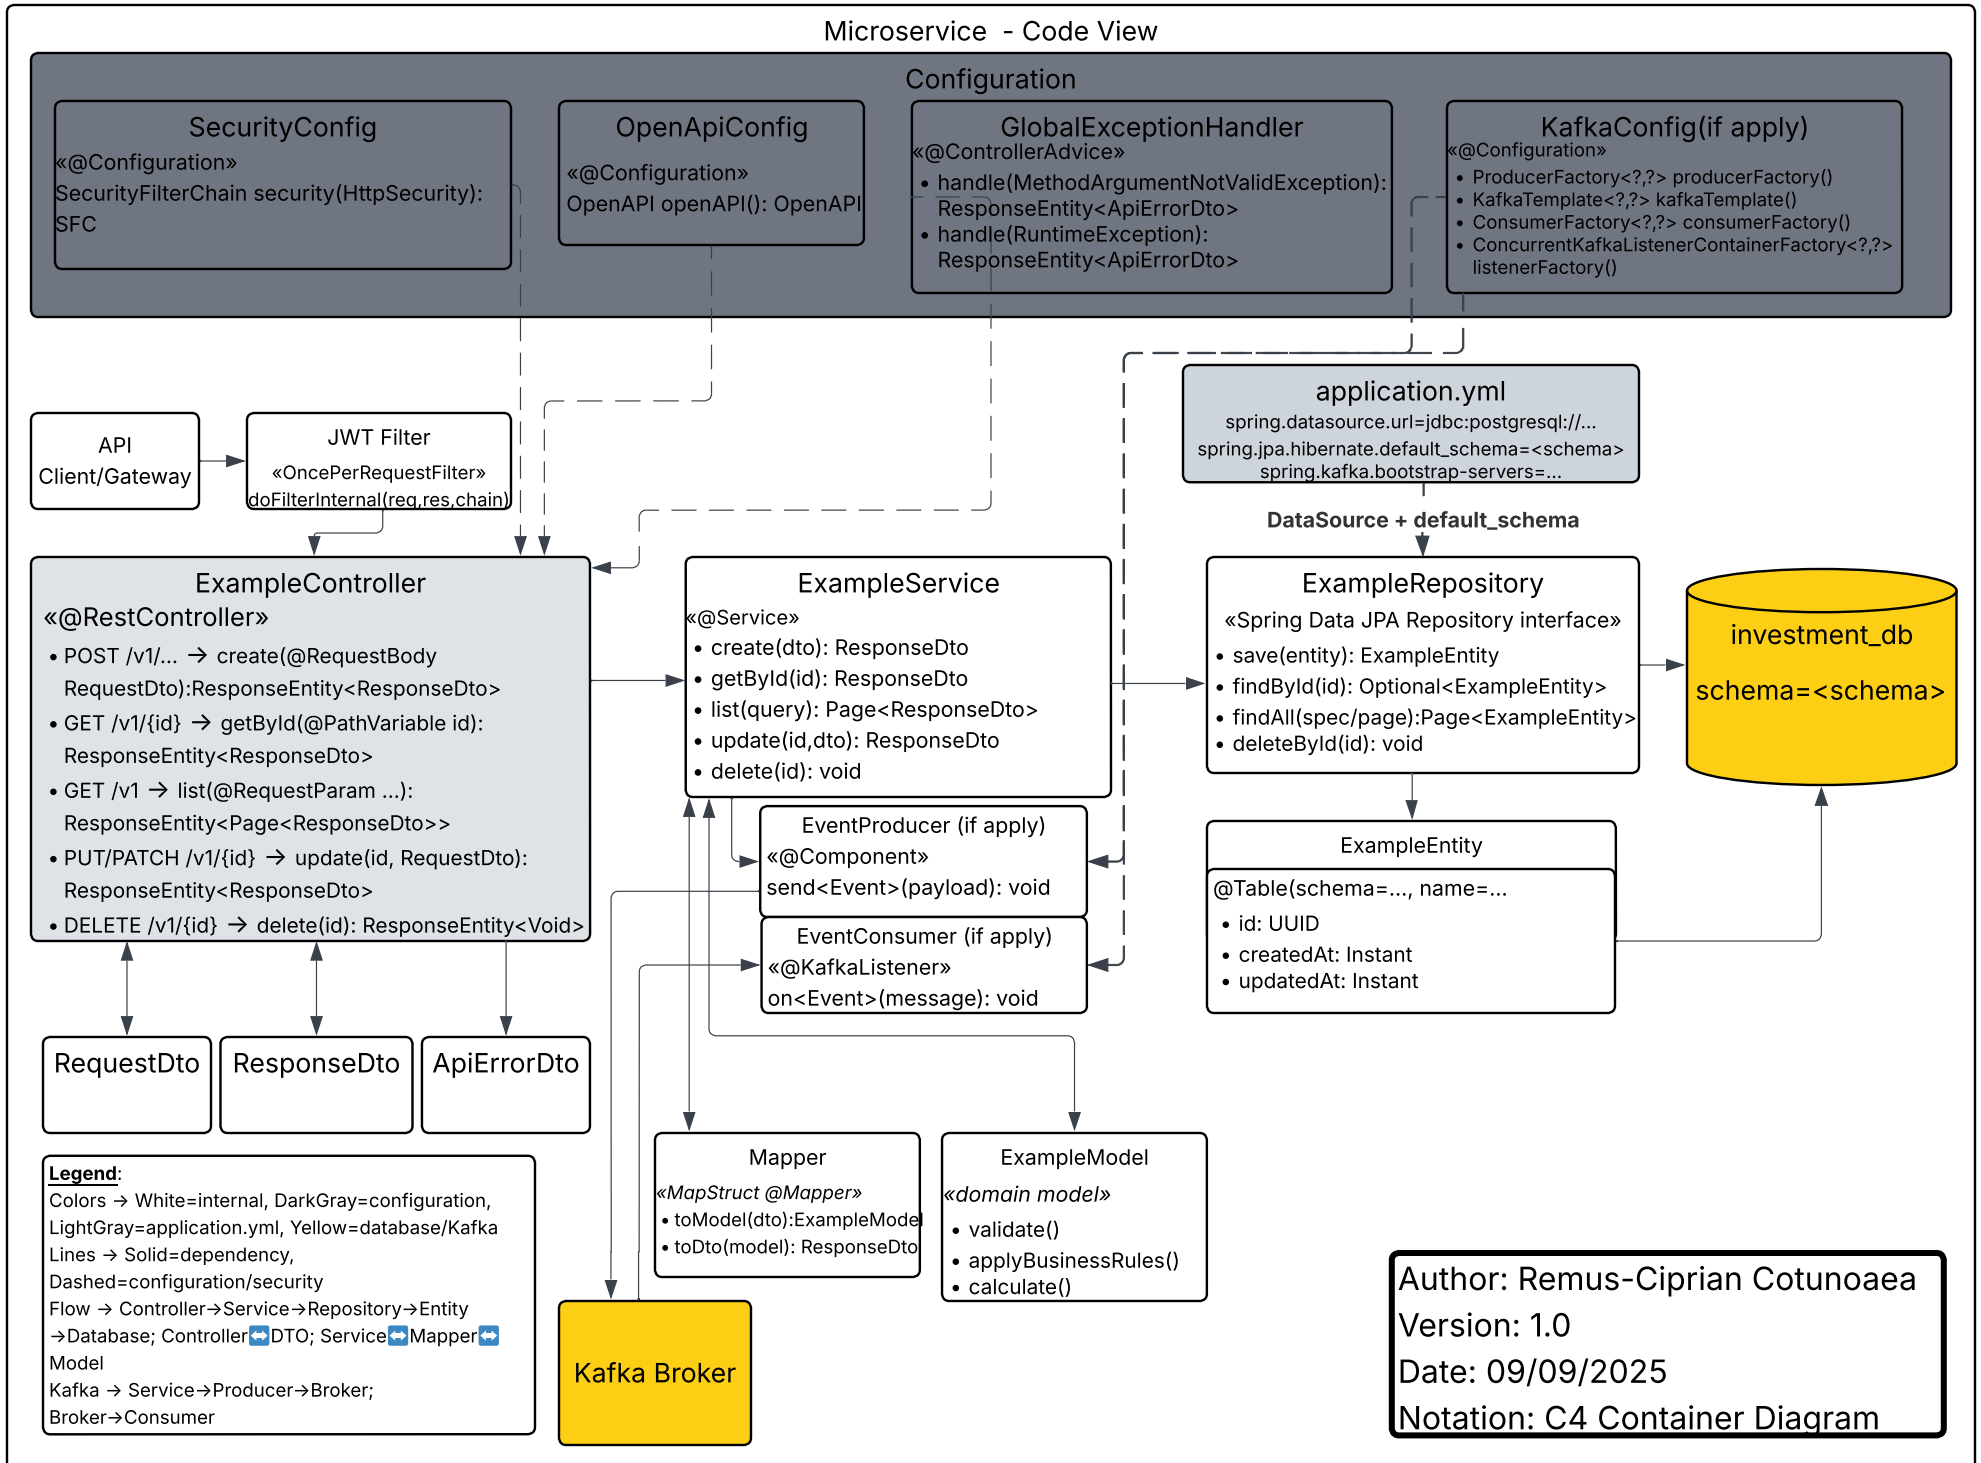 Microservice  - Code View
Configuration
SecurityConfig
«@Configuration»
SecurityFilterChain security(HttpSecurity):
SFC
OpenApiConfig
«@Configuration»
OpenAPI openAPI(): OpenAPI
GlobalExceptionHandler
«@ControllerAdvice»
• handle(MethodArgumentNotValidException):
ResponseEntity<ApiErrorDto>
• handle(RuntimeException):
ResponseEntity<ApiErrorDto>
KafkaConfig(if apply)
«@Configuration»
• ProducerFactory<?,?> producerFactory()
• KafkaTemplate<?,?> kafkaTemplate()
• ConsumerFactory<?,?> consumerFactory()
• ConcurrentKafkaListenerContainerFactory<?,?>
listenerFactory()
application.yml
spring.datasource.url=jdbc:postgresql://...
spring.jpa.hibernate.default_schema=<schema>
spring.kafka.bootstrap-servers=...
DataSource + default_schema
API
Client/Gateway
JWT Filter
«OncePerRequestFilter»
doFilterInternal(req,res,chain)
ExampleController
«@RestController»
• POST /v1/... → create(@RequestBody
RequestDto):ResponseEntity<ResponseDto>
• GET /v1/{id} → getById(@PathVariable id):
ResponseEntity<ResponseDto>
• GET /v1 → list(@RequestParam ...):
ResponseEntity<Page<ResponseDto>>
• PUT/PATCH /v1/{id} → update(id, RequestDto):
ResponseEntity<ResponseDto>
• DELETE /v1/{id} → delete(id): ResponseEntity<Void>
ExampleService
«@Service»
• create(dto): ResponseDto
• getById(id): ResponseDto
• list(query): Page<ResponseDto>
• update(id,dto): ResponseDto
• delete(id): void
ExampleRepository
«Spring Data JPA Repository interface»
• save(entity): ExampleEntity
• findById(id): Optional<ExampleEntity>
• findAll(spec/page):Page<ExampleEntity>
• deleteById(id): void
investment_db
schema=<schema>
EventProducer (if apply)
«@Component»
send<Event>(payload): void
EventConsumer (if apply)
«@KafkaListener»
on<Event>(message): void
ExampleEntity
@Table(schema=..., name=...
• id: UUID
• createdAt: Instant
• updatedAt: Instant
RequestDto
ResponseDto
ApiErrorDto
Mapper
«MapStruct @Mapper»
• toModel(dto):ExampleModel
• toDto(model): ResponseDto
ExampleModel
«domain model»
• validate()
• applyBusinessRules()
• calculate()
Legend:
Colors → White=internal, DarkGray=configuration,
LightGray=application.yml, Yellow=database/Kafka
Lines → Solid=dependency,
Dashed=configuration/security
Flow → Controller→Service→Repository→Entity
→Database; Controller↔️DTO; Service↔️Mapper↔️
Model
Kafka → Service→Producer→Broker;
Broker→Consumer
Kafka Broker
Author: Remus-Ciprian Cotunoaea
Version: 1.0
Date: 09/09/2025
Notation: C4 Container Diagram